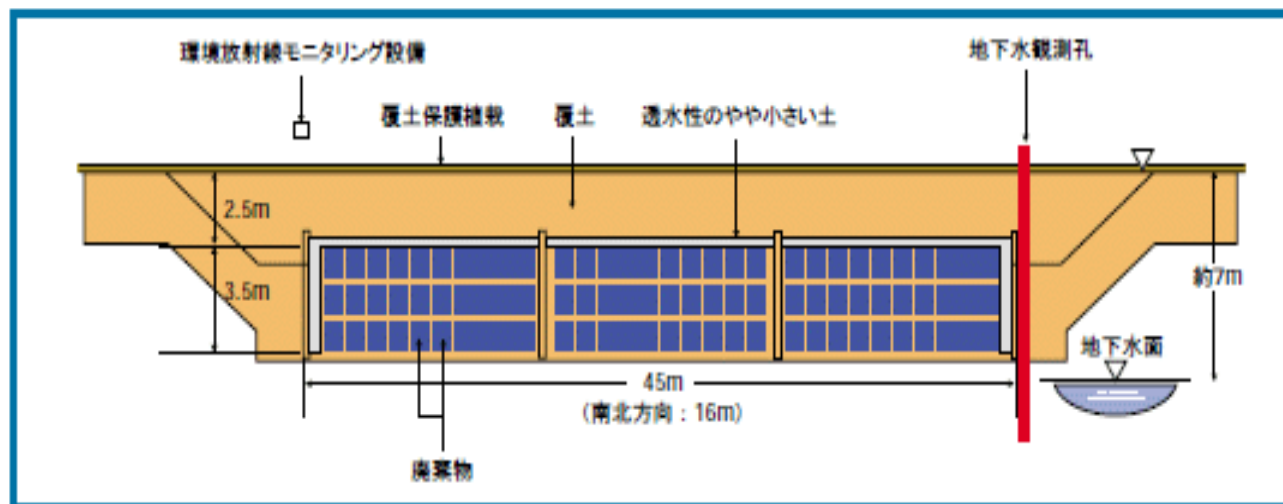 環境放射線モニタリング設備
地下水観測孔
覆土保護植栽
覆土
透水性のやや小さい土
2.5m
3.5m
約7m
地下水面
45m
(南北方向：16m)
廃棄物